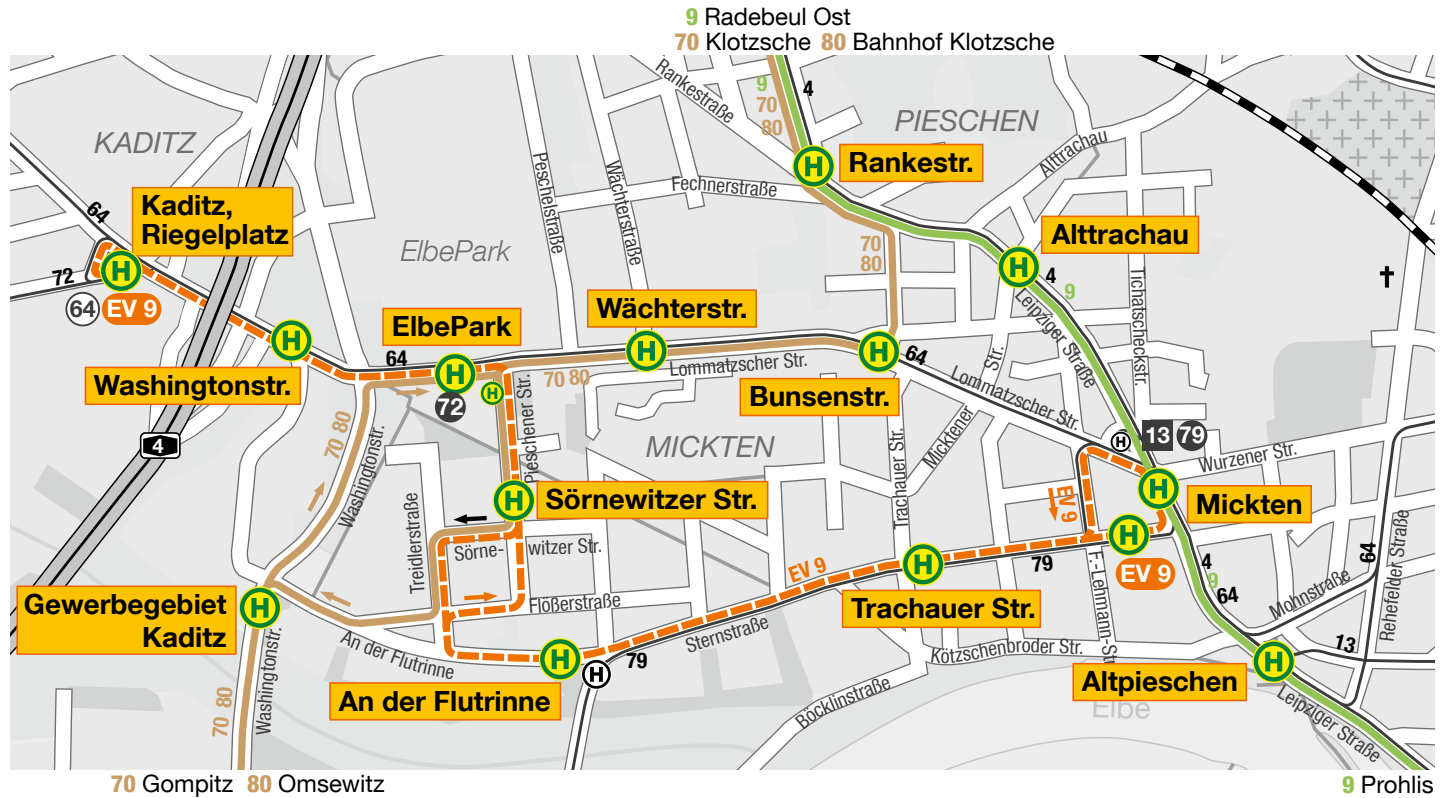 9 Radebeul Ost
70 Klotzsche 80 Bahnhof Klotzsche
KADITZ
PIESCHEN
ElbePark
MICKTEN
Elbe
Rankestraße
9
70
80
4
Rankestr.
Alttrachau
Fechnerstraße
Peschelstraße
Wächterstraße
64
Kaditz,
Riegelplatz
H
72
64 EV 9
H
Washingtonstr.
4
ElbePark
64
H
H
72
70 80
Wächterstr.
H
Lommatzscher Str.
70
80
H
64
Bunsenstr.
H
Alttrachau
H
4
9
Leipziger Straße
Tichatscheckstr.
Lommatzscher Str.
Str.
Micktener
Trachauer Str.
H
13 79
Wurzener Str.
H
Mickten
EV 9
H
EV 9
70 80
Washingtonstr.
Pieschener Str.
H
Sörnewitzer Str.
Treidlerstraße
Sörne-
witzer Str.
Flößerstraße
Gewerbegebiet
Kaditz
H
An der Flutrinne
Washingtonstr.
70 80
H
An der Flutrinne
H
79
Sternstraße
EV 9
H
Trachauer Str.
79
F.-Lehmann-Str.
Kötzschenbroder Str.
Böcklinstraße
4
9
64
Mohnstraße
64
Rehefelder Straße
13
H
Altpieschen
Leipziger Straße
70 Gompitz 80 Omsewitz
9 Prohlis